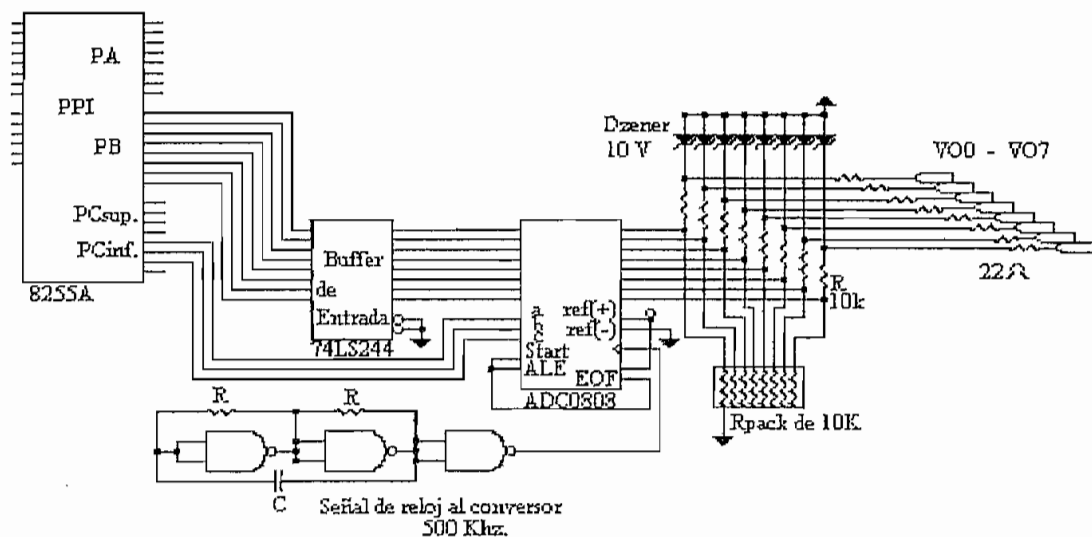 PA
PPI
PB
PCsup.
PCinf.
8255A
Buffer
de
Entrada
74LS244
a
ref(+)
ref(-)
Start
ALE
EOF
ADC0808
Dzener
10 V
VO0 - VO7
22Ω
R
10k
Rpack de 10K.
R
R
C
Señal de reloj al conversor
500 Khz.